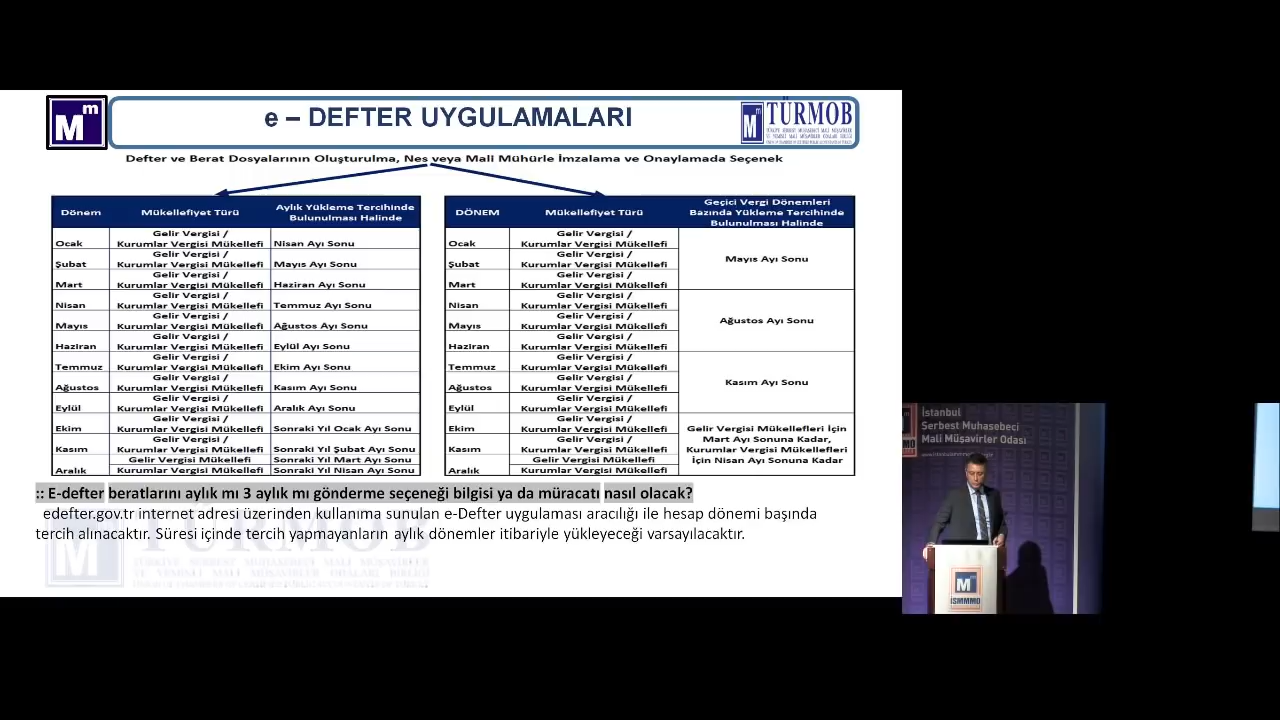 e – DEFTER UYGULAMALARI
TÜRMOB
Defter ve Berat Dosyalarının Oluşturulma, Nes veya Mali Mühürle İmzalama ve Onaylamada Seçenek
Dönem Mükellefiyet Türü Aylık Yükleme Tercihinde Bulunulması Halinde
Ocak Gelir Vergisi / Kurumlar Vergisi Mükellefi Nisan Ayı Sonu
Şubat Gelir Vergisi / Kurumlar Vergisi Mükellefi Mayıs Ayı Sonu
Mart Gelir Vergisi / Kurumlar Vergisi Mükellefi Haziran Ayı Sonu
Nisan Gelir Vergisi / Kurumlar Vergisi Mükellefi Temmuz Ayı Sonu
Mayıs Gelir Vergisi / Kurumlar Vergisi Mükellefi Ağustos Ayı Sonu
Haziran Gelir Vergisi / Kurumlar Vergisi Mükellefi Eylül Ayı Sonu
Temmuz Gelir Vergisi / Kurumlar Vergisi Mükellefi Ekim Ayı Sonu
Ağustos Gelir Vergisi / Kurumlar Vergisi Mükellefi Kasım Ayı Sonu
Eylül Gelir Vergisi / Kurumlar Vergisi Mükellefi Aralık Ayı Sonu
Ekim Gelir Vergisi / Kurumlar Vergisi Mükellefi Sonraki Yıl Ocak Ayı Sonu
Kasım Gelir Vergisi / Kurumlar Vergisi Mükellefi Sonraki Yıl Şubat Ayı Sonu
Aralık Gelir Vergisi Mükellefi Sonraki Yıl Mart Ayı Sonu
Kurumlar Vergisi Mükellefi Sonraki Yıl Nisan Ayı Sonu
DÖNEM Mükellefiyet Türü Geçici Vergi Dönemleri Bazında Yükleme Tercihinde Bulunulması Halinde
Ocak Gelir Vergisi / Kurumlar Vergisi Mükellefi Mayıs Ayı Sonu
Şubat Gelir Vergisi / Kurumlar Vergisi Mükellefi
Mart Gelir Vergisi / Kurumlar Vergisi Mükellefi
Nisan Gelir Vergisi / Kurumlar Vergisi Mükellefi Ağustos Ayı Sonu
Mayıs Gelir Vergisi / Kurumlar Vergisi Mükellefi
Haziran Gelir Vergisi / Kurumlar Vergisi Mükellefi
Temmuz Gelir Vergisi / Kurumlar Vergisi Mükellefi Kasım Ayı Sonu
Ağustos Gelir Vergisi / Kurumlar Vergisi Mükellefi
Eylül Gelir Vergisi / Kurumlar Vergisi Mükellefi
Ekim Gelir Vergisi / Kurumlar Vergisi Mükellefi Gelir Vergisi Mükellefleri İçin Mart Ayı Sonuna Kadar, Kurumlar Vergisi Mükellefleri İçin Nisan Ayı Sonuna Kadar
Kasım Gelir Vergisi / Kurumlar Vergisi Mükellefi
Aralık Gelir Vergisi / Kurumlar Vergisi Mükellefi
:: E-defter beratlarını aylık mı 3 aylık mı gönderme seçeneği bilgisi ya da müracatı nasıl olacak?
edefter.gov.tr internet adresi üzerinden kullanıma sunulan e-Defter uygulaması aracılığı ile hesap dönemi başında
tercih alınacaktır. Süresi içinde tercih yapmayanların aylık dönemler itibariyle yükleyeceği varsayılacaktır.
İstanbul
Serbest Muhasebeci
Mali Müşavirler Odası
İSMMMO